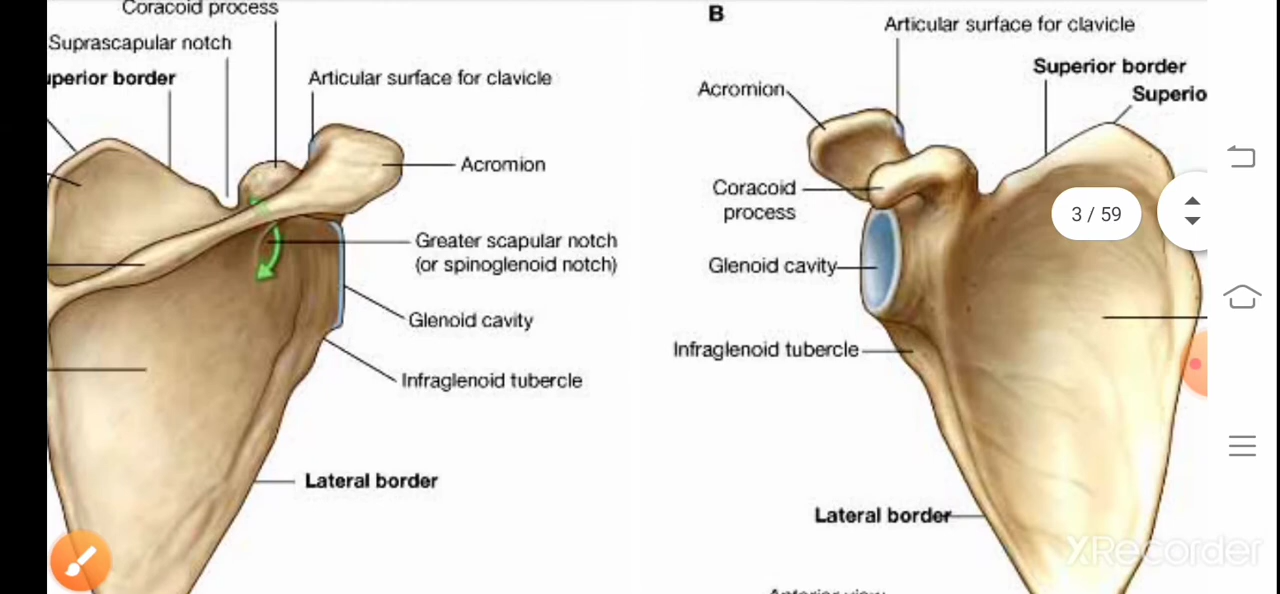 Coracoid process
Suprascapular notch
uperior border
Articular surface for clavicle
Acromion
Greater scapular notch
(or spinoglenoid notch)
Glenoid cavity
Infraglenoid tubercle
Lateral border
B
Articular surface for clavicle
Superior border
Superio
Acromion
Coracoid
process
3 / 59
Glenoid cavity
Infraglenoid tubercle
Lateral border
XRecorder
Anterior view